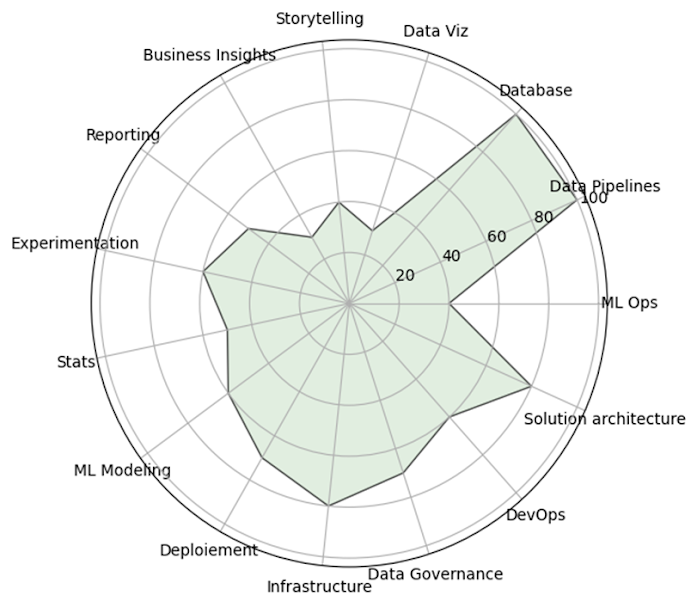 Storytelling
Data Viz
Business Insights
Database
Reporting
Data Pipelines
100
80
60
Experimentation
40
20
ML Ops
Stats
Solution architecture
ML Modeling
DevOps
Deploiement
Data Governance
Infrastructure